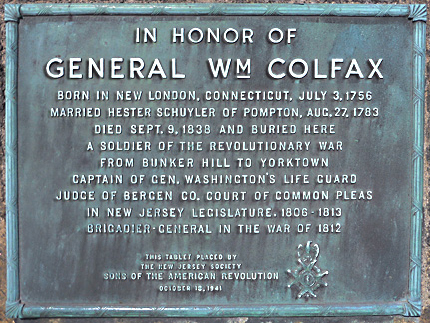 IN HONOR OF
GENERAL WM COLFAX
BORN IN NEW LONDON, CONNECTICUT, JULY 3, 1756
MARRIED HESTER SCHUYLER OF POMPTON, AUG. 27, 1783
DIED SEPT. 9, 1838 AND BURIED HERE
A SOLDIER OF THE REVOLUTIONARY WAR
FROM BUNKER HILL TO YORKTOWN
CAPTAIN OF GEN. WASHINGTON'S LIFE GUARD
JUDGE OF BERGEN CO. COURT OF COMMON PLEAS
IN NEW JERSEY LEGISLATURE. 1806-1813
BRIGADIER-GENERAL IN THE WAR OF 1812
THIS TABLET PLACED BY
THE NEW JERSEY SOCIETY
SONS OF THE AMERICAN REVOLUTION
OCTOBER 12, 1941